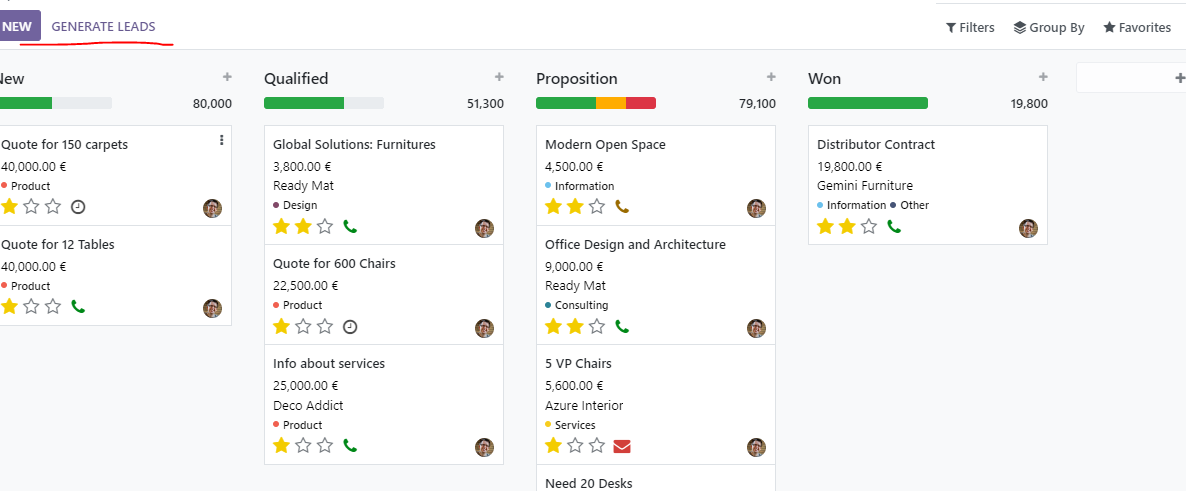 NEW GENERATE LEADS
Filters Group By Favorites
New +
80,000
Quote for 150 carpets
40,000.00 €
Product
Quote for 12 Tables
40,000.00 €
Product
Qualified +
51,300
Global Solutions: Furnitures
3,800.00 €
Ready Mat
Design
Quote for 600 Chairs
22,500.00 €
Product
Info about services
25,000.00 €
Deco Addict
Product
Proposition +
79,100
Modern Open Space
4,500.00 €
Information
Office Design and Architecture
9,000.00 €
Ready Mat
Consulting
5 VP Chairs
5,600.00 €
Azure Interior
Services
Need 20 Desks
Won +
19,800
Distributor Contract
19,800.00 €
Gemini Furniture
Information Other
+